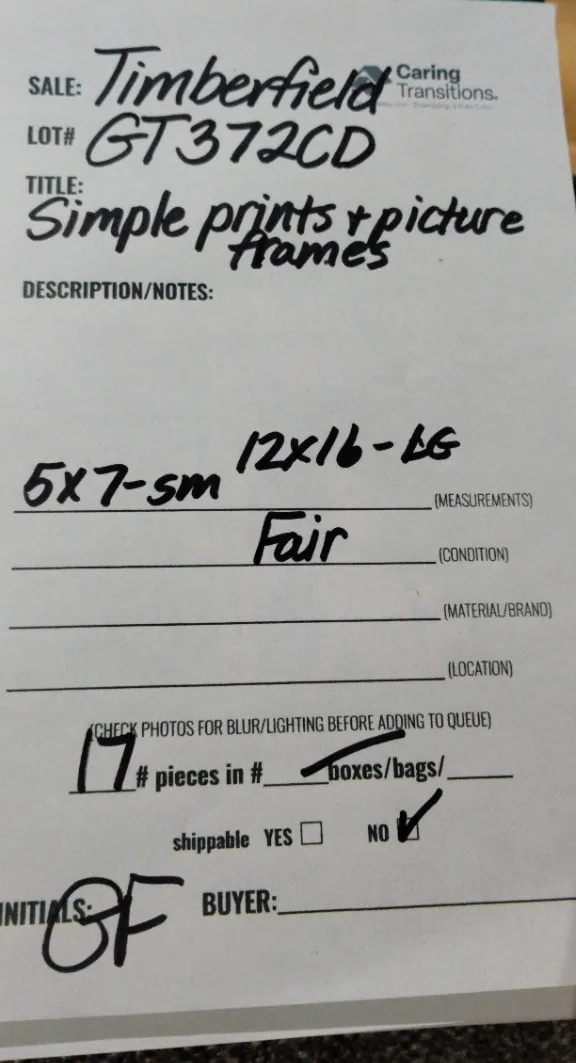 SALE: Timberfield
Caring
Transitions.
LOT# GT372CD
TITLE:
Simple prints + picture
frames
DESCRIPTION/NOTES:
12x16-LG
5x7-sm (MEASUREMENTS)
Fair (CONDITION)
(MATERIAL/BRAND)
(LOCATION)
(CHECK PHOTOS FOR BLUR/LIGHTING BEFORE ADDING TO QUEUE)
17 # pieces in # boxes/bags/
shippable YES NO
INITIALS: GF BUYER: